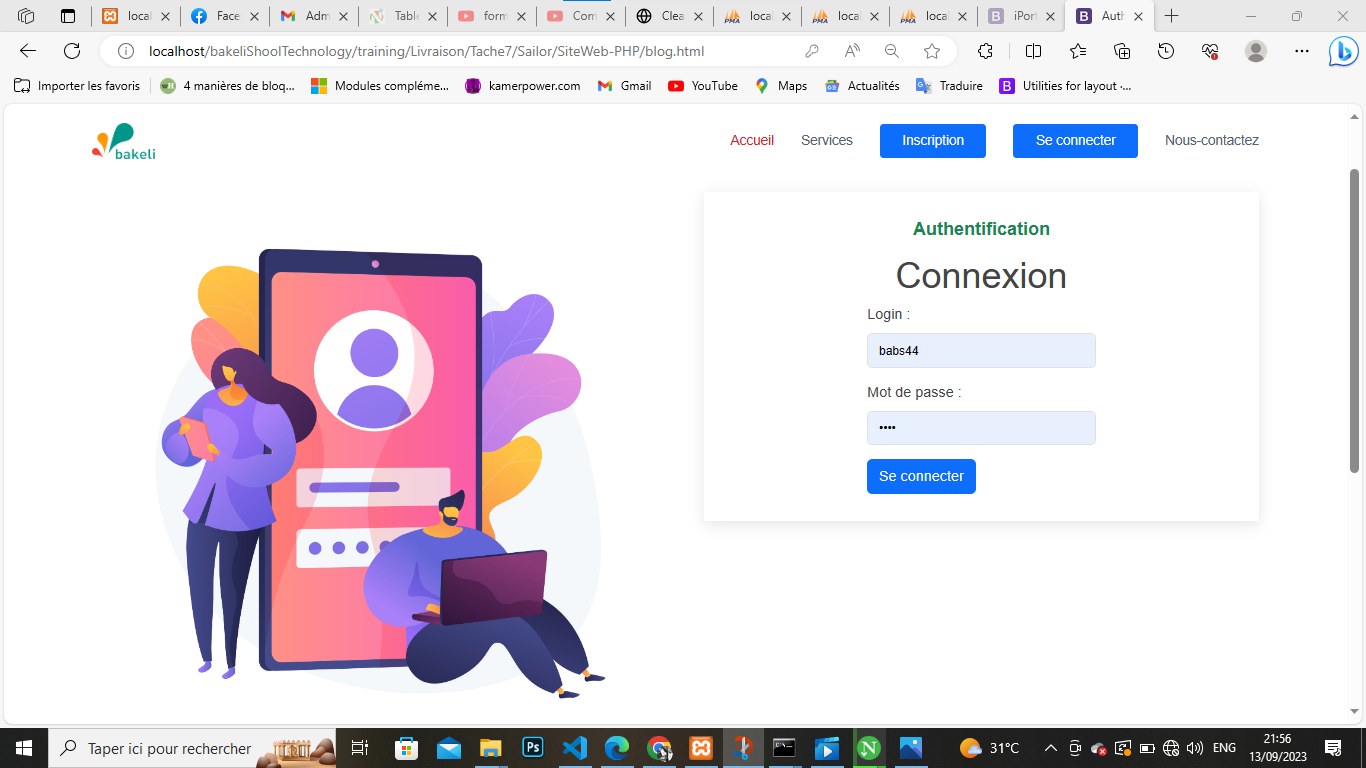 local
Face
Adm
Table
form
Com
Clea
local
local
local
iPort
Auth
localhost/bakeliShoolTechnology/training/Livraison/Tache7/Sailor/SiteWeb-PHP/blog.html
Importer les favoris
4 manières de bloq...
Modules compléme...
kamerpower.com
Gmail
YouTube
Maps
Actualités
Traduire
Utilities for layout ·...
bakeli
Accueil
Services
Inscription
Se connecter
Nous-contactez
Authentification
Connexion
Login :
babs44
Mot de passe :
••••
Se connecter
Taper ici pour rechercher
31°C
ENG
21:56
13/09/2023